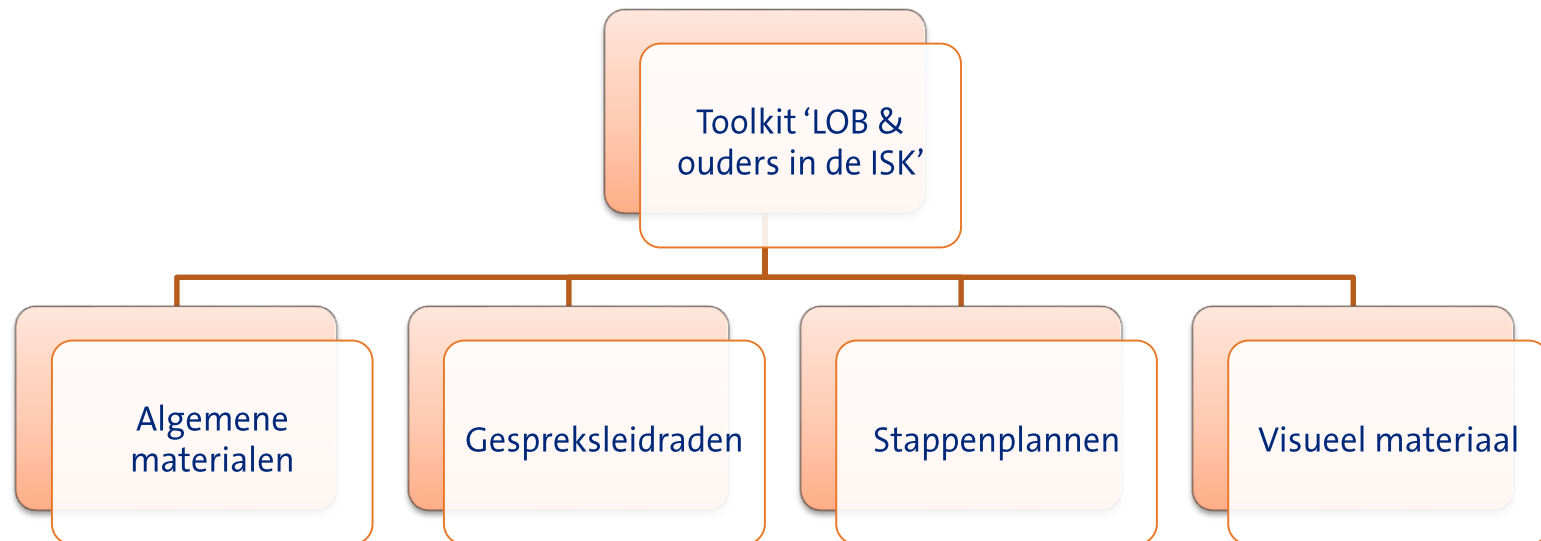 Toolkit ‘LOB &
ouders in de ISK’
Algemene
materialen
Gespreksleidraden
Stappenplannen
Visueel materiaal